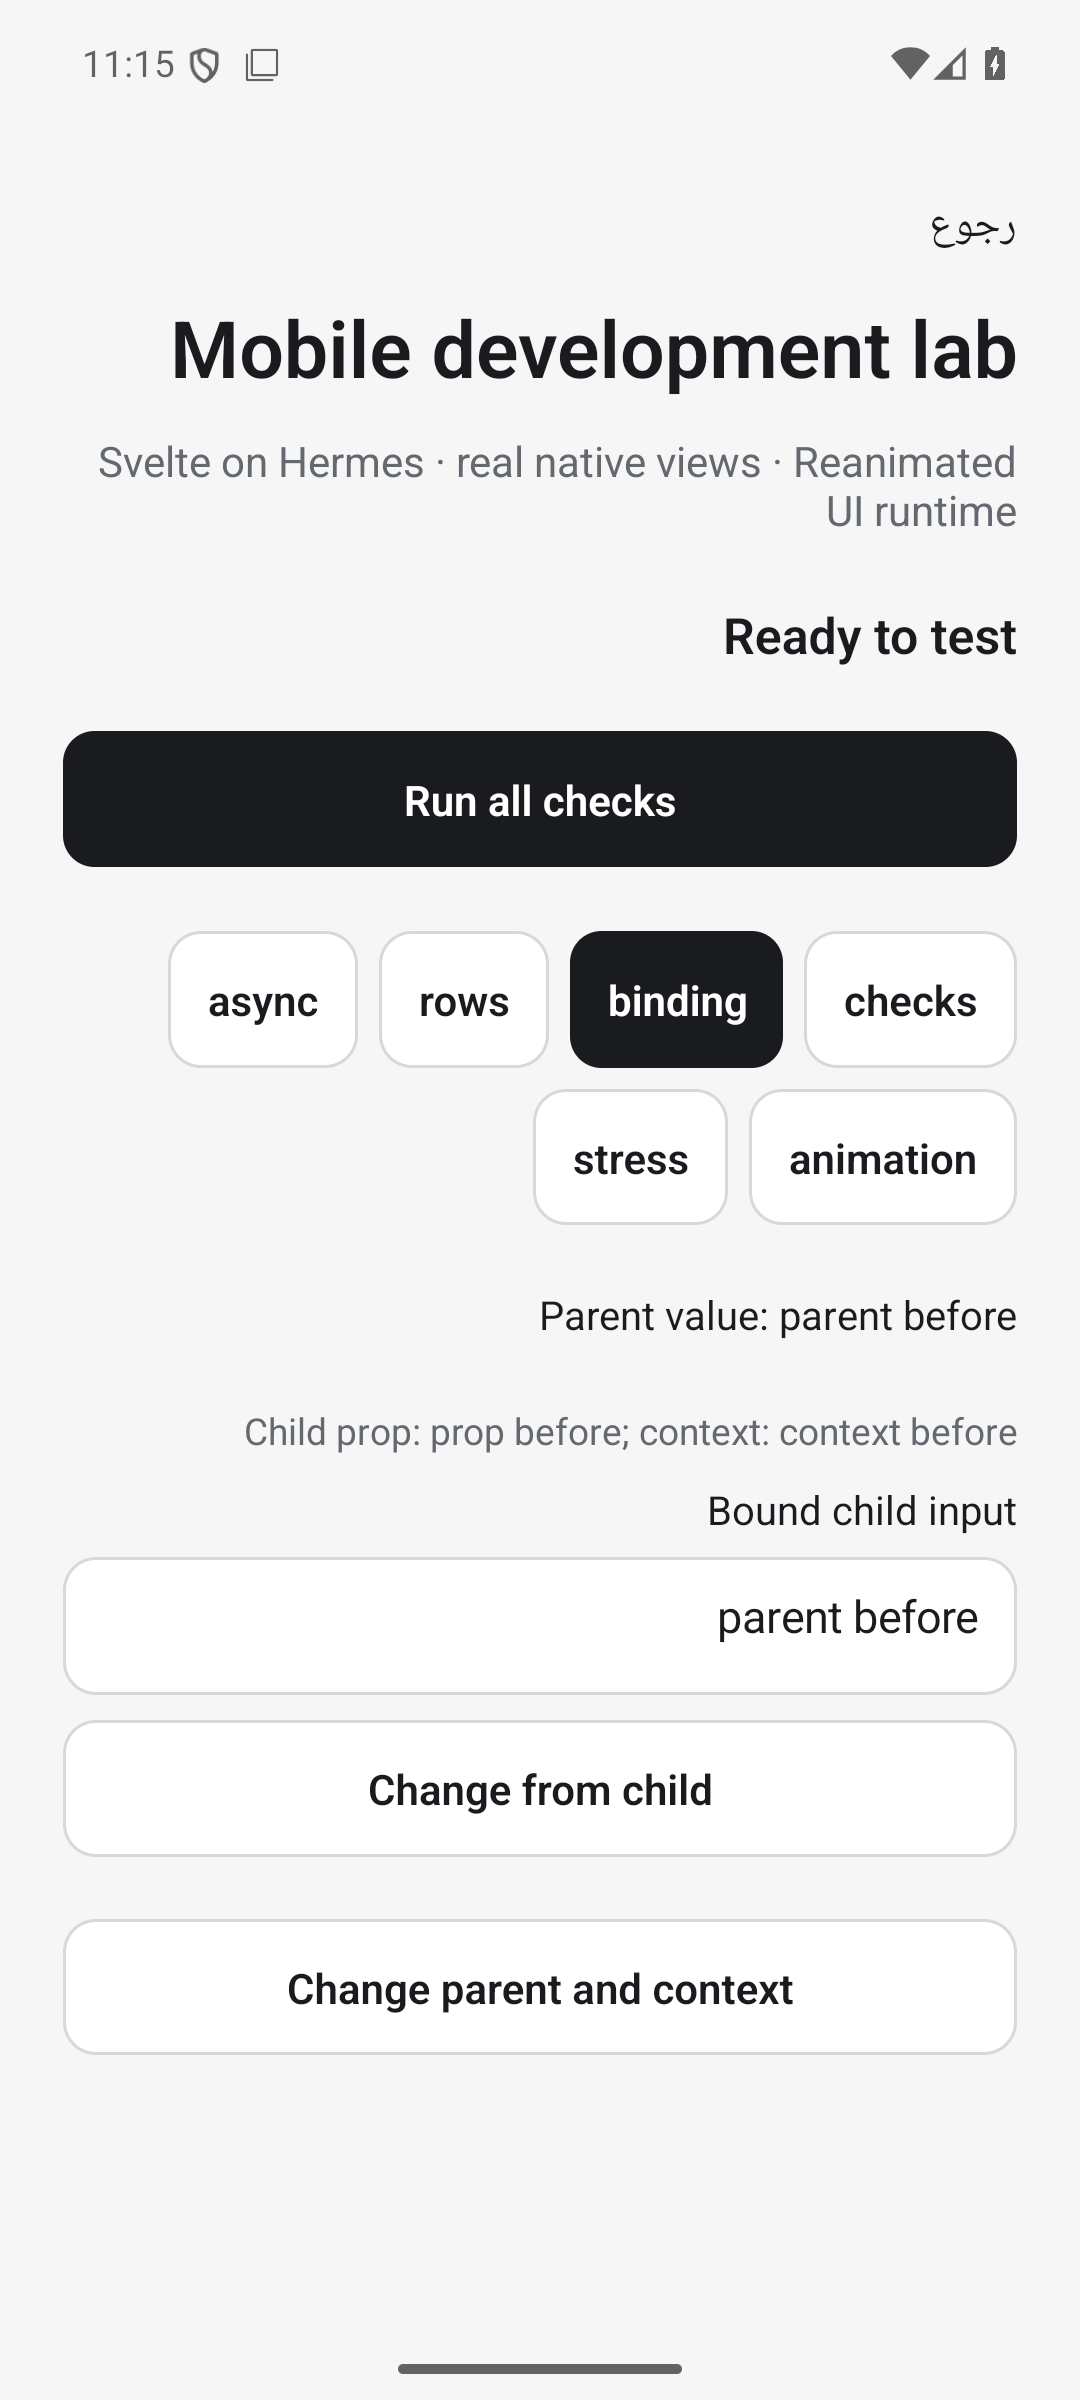 11:15
رجوع
Mobile development lab
Svelte on Hermes · real native views · Reanimated
UI runtime
Ready to test
Run all checks
checks
binding
rows
async
animation
stress
Parent value: parent before
Child prop: prop before; context: context before
Bound child input
parent before
Change from child
Change parent and context